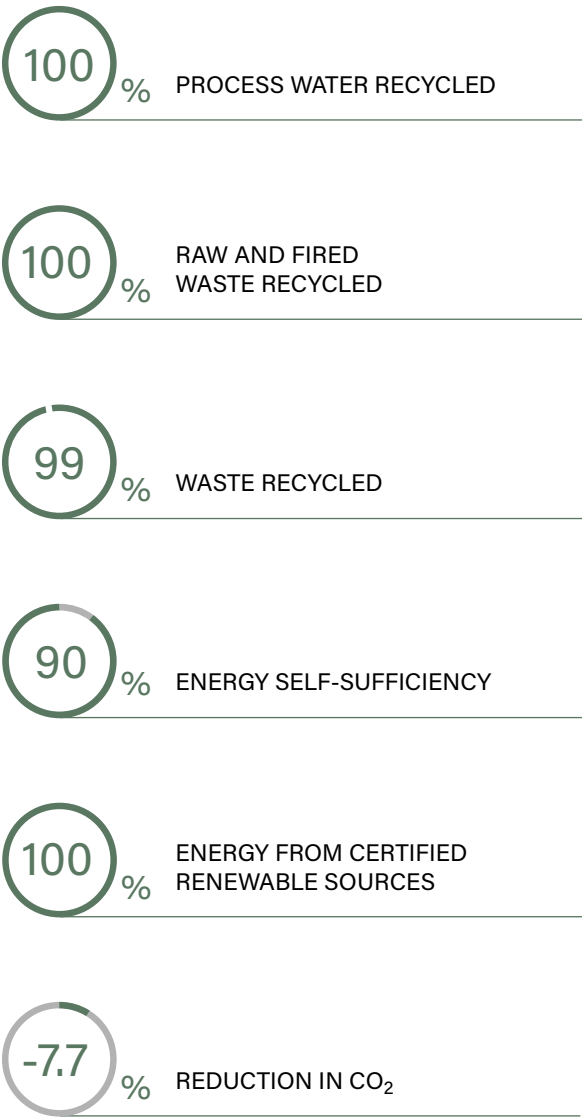 100 % PROCESS WATER RECYCLED
100 % RAW AND FIRED
WASTE RECYCLED
99 % WASTE RECYCLED
90 % ENERGY SELF-SUFFICIENCY
100 % ENERGY FROM CERTIFIED
RENEWABLE SOURCES
-7.7 % REDUCTION IN CO₂